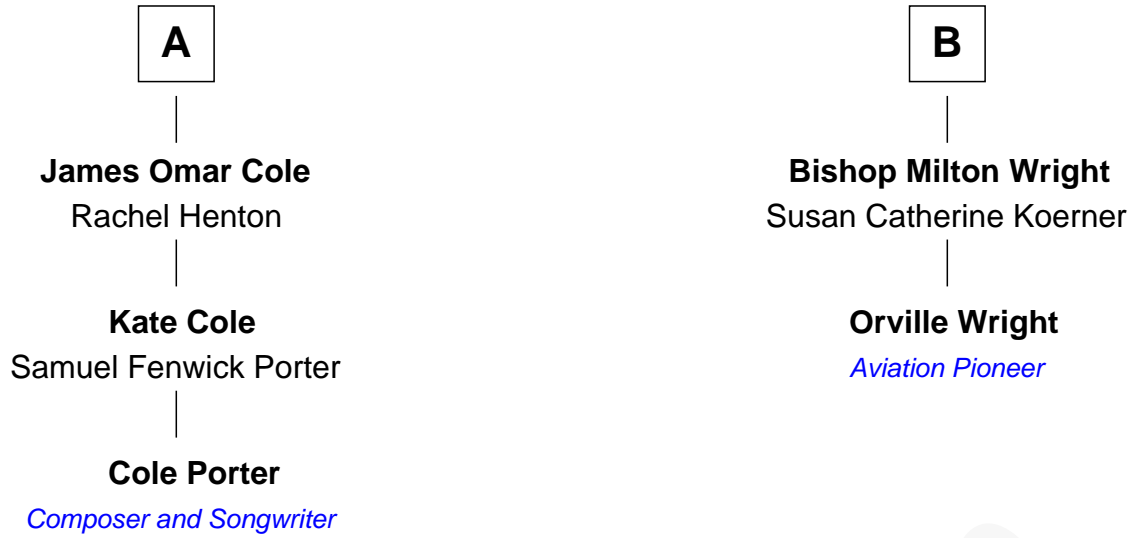 A
James Omar Cole
Rachel Henton
Kate Cole
Samuel Fenwick Porter
Cole Porter
Composer and Songwriter
B
Bishop Milton Wright
Susan Catherine Koerner
Orville Wright
Aviation Pioneer